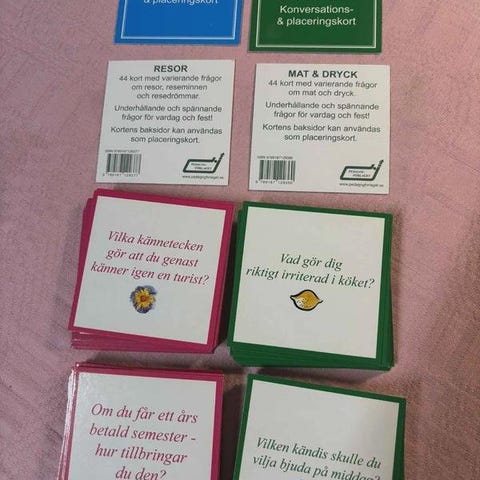 & placeringskort
Konversations-
& placeringskort
RESOR
44 kort med varierande frågor
om resor, reseminnen
och resedrömmar.
Underhållande och spännande
frågor för vardag och fest!
Kortens baksidor kan användas
som placeringskort.
MAT & DRYCK
44 kort med varierande frågor
om mat och dryck.
Underhållande och spännande
frågor för vardag och fest!
Kortens baksidor kan användas
som placeringskort.
Vilka kännetecken
gör att du genast
känner igen en turist?
Vad gör dig
riktigt irriterad i köket?
Om du får ett års
betald semester -
hur tillbringar
du den?
Vilken kändis skulle du
vilja bjuda på middag?